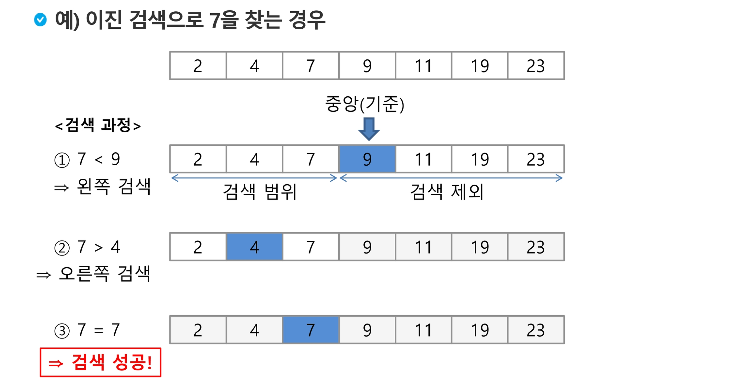 예) 이진 검색으로 7을 찾는 경우
2 4 7 9 11 19 23
중앙(기준)
<검색 과정>
① 7 < 9
⇒ 왼쪽 검색
2 4 7 9 11 19 23
검색 범위 검색 제외
② 7 > 4
⇒ 오른쪽 검색
2 4 7 9 11 19 23
③ 7 = 7
⇒ 검색 성공!
2 4 7 9 11 19 23